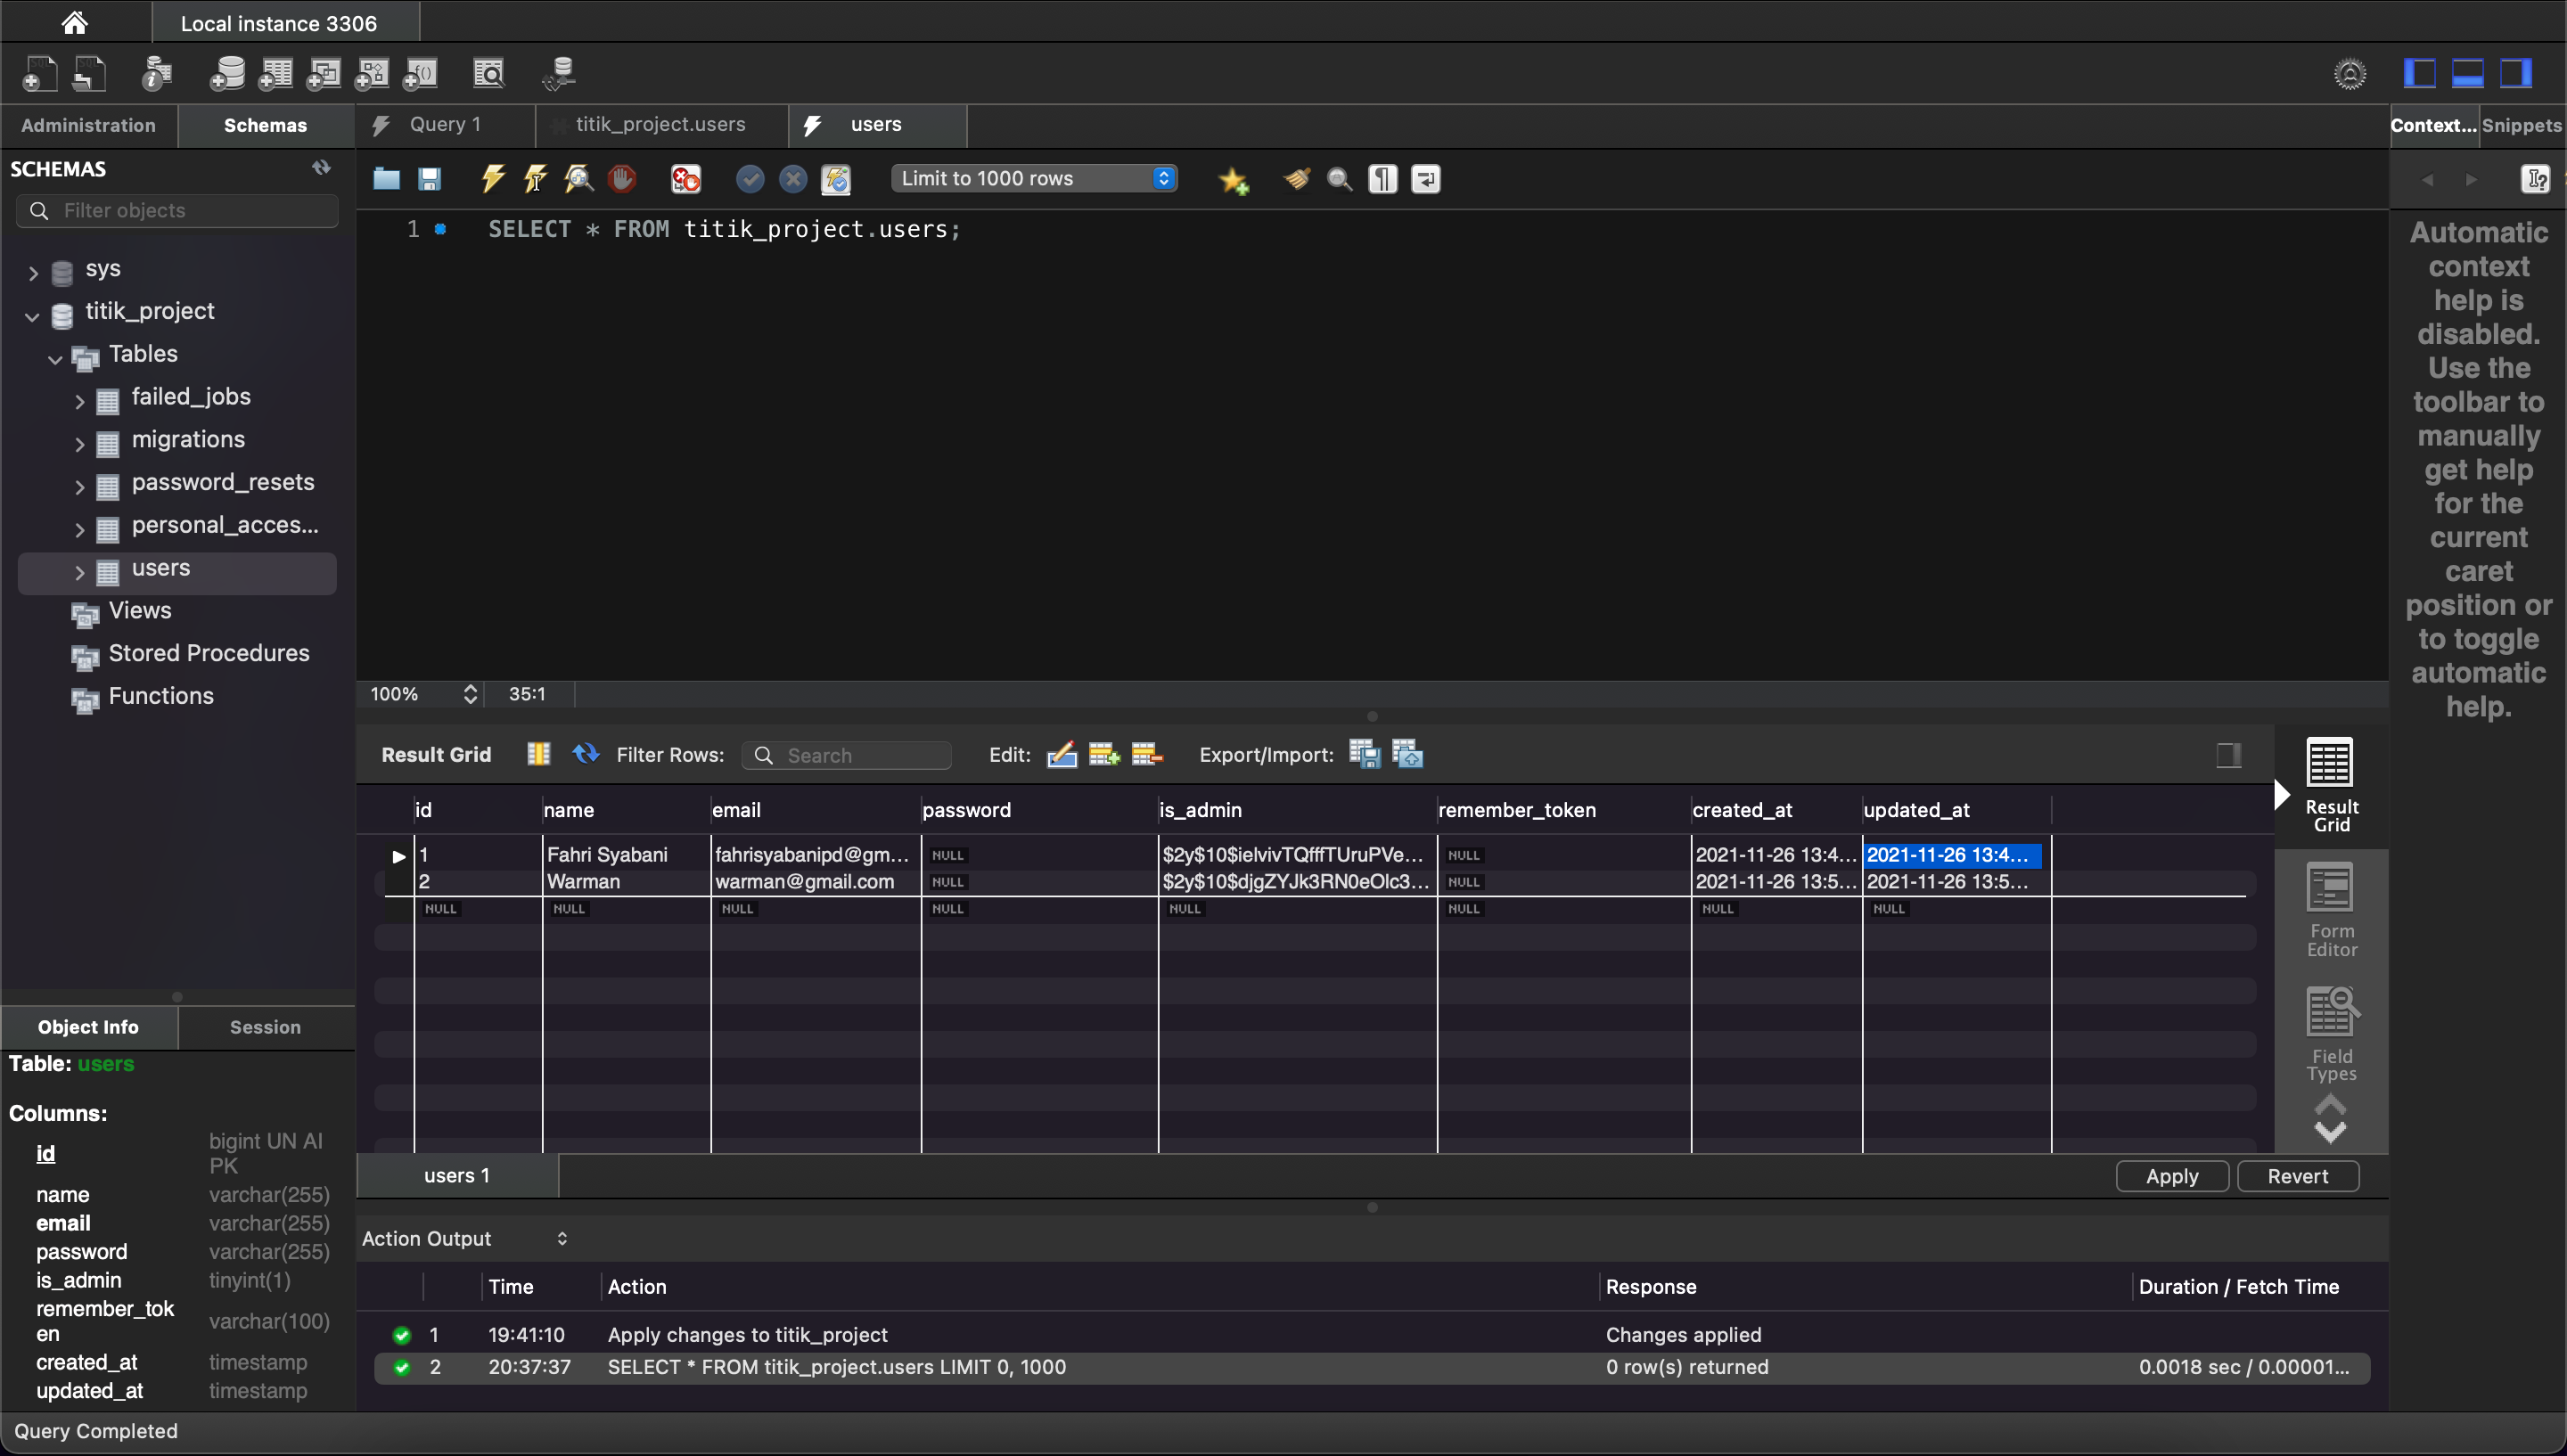 Local instance 3306
Administration
Schemas
Query 1
titik_project.users
users
Context...
Snippets
SCHEMAS
Filter objects
Limit to 1000 rows
1
SELECT * FROM titik_project.users;
sys
titik_project
Tables
failed_jobs
migrations
password_resets
personal_acces...
users
Views
Stored Procedures
Functions
Automatic
context
help is
disabled.
Use the
toolbar to
manually
get help
for the
current
caret
position or
to toggle
automatic
help.
100%
35:1
Result Grid
Filter Rows:
Search
Edit:
Export/Import:
id name email password is_admin remember_token created_at updated_at
1 Fahri Syabani fahrisyabanipd@gm... NULL $2y$10$ielvivTQfffTUruPVe... NULL 2021-11-26 13:4... 2021-11-26 13:4...
2 Warman warman@gmail.com NULL $2y$10$djgZYJk3RN0eOlc3... NULL 2021-11-26 13:5... 2021-11-26 13:5...
NULL NULL NULL NULL NULL NULL NULL NULL
Result
Grid
Form
Editor
Field
Types
Object Info
Session
Table: users
Columns:
id bigint UN AI
PK
name varchar(255)
email varchar(255)
password varchar(255)
is_admin tinyint(1)
remember_tok
en varchar(100)
created_at timestamp
updated_at timestamp
users 1
Apply
Revert
Action Output
Time Action Response Duration / Fetch Time
1 19:41:10 Apply changes to titik_project Changes applied
2 20:37:37 SELECT * FROM titik_project.users LIMIT 0, 1000 0 row(s) returned 0.0018 sec / 0.00001...
Query Completed